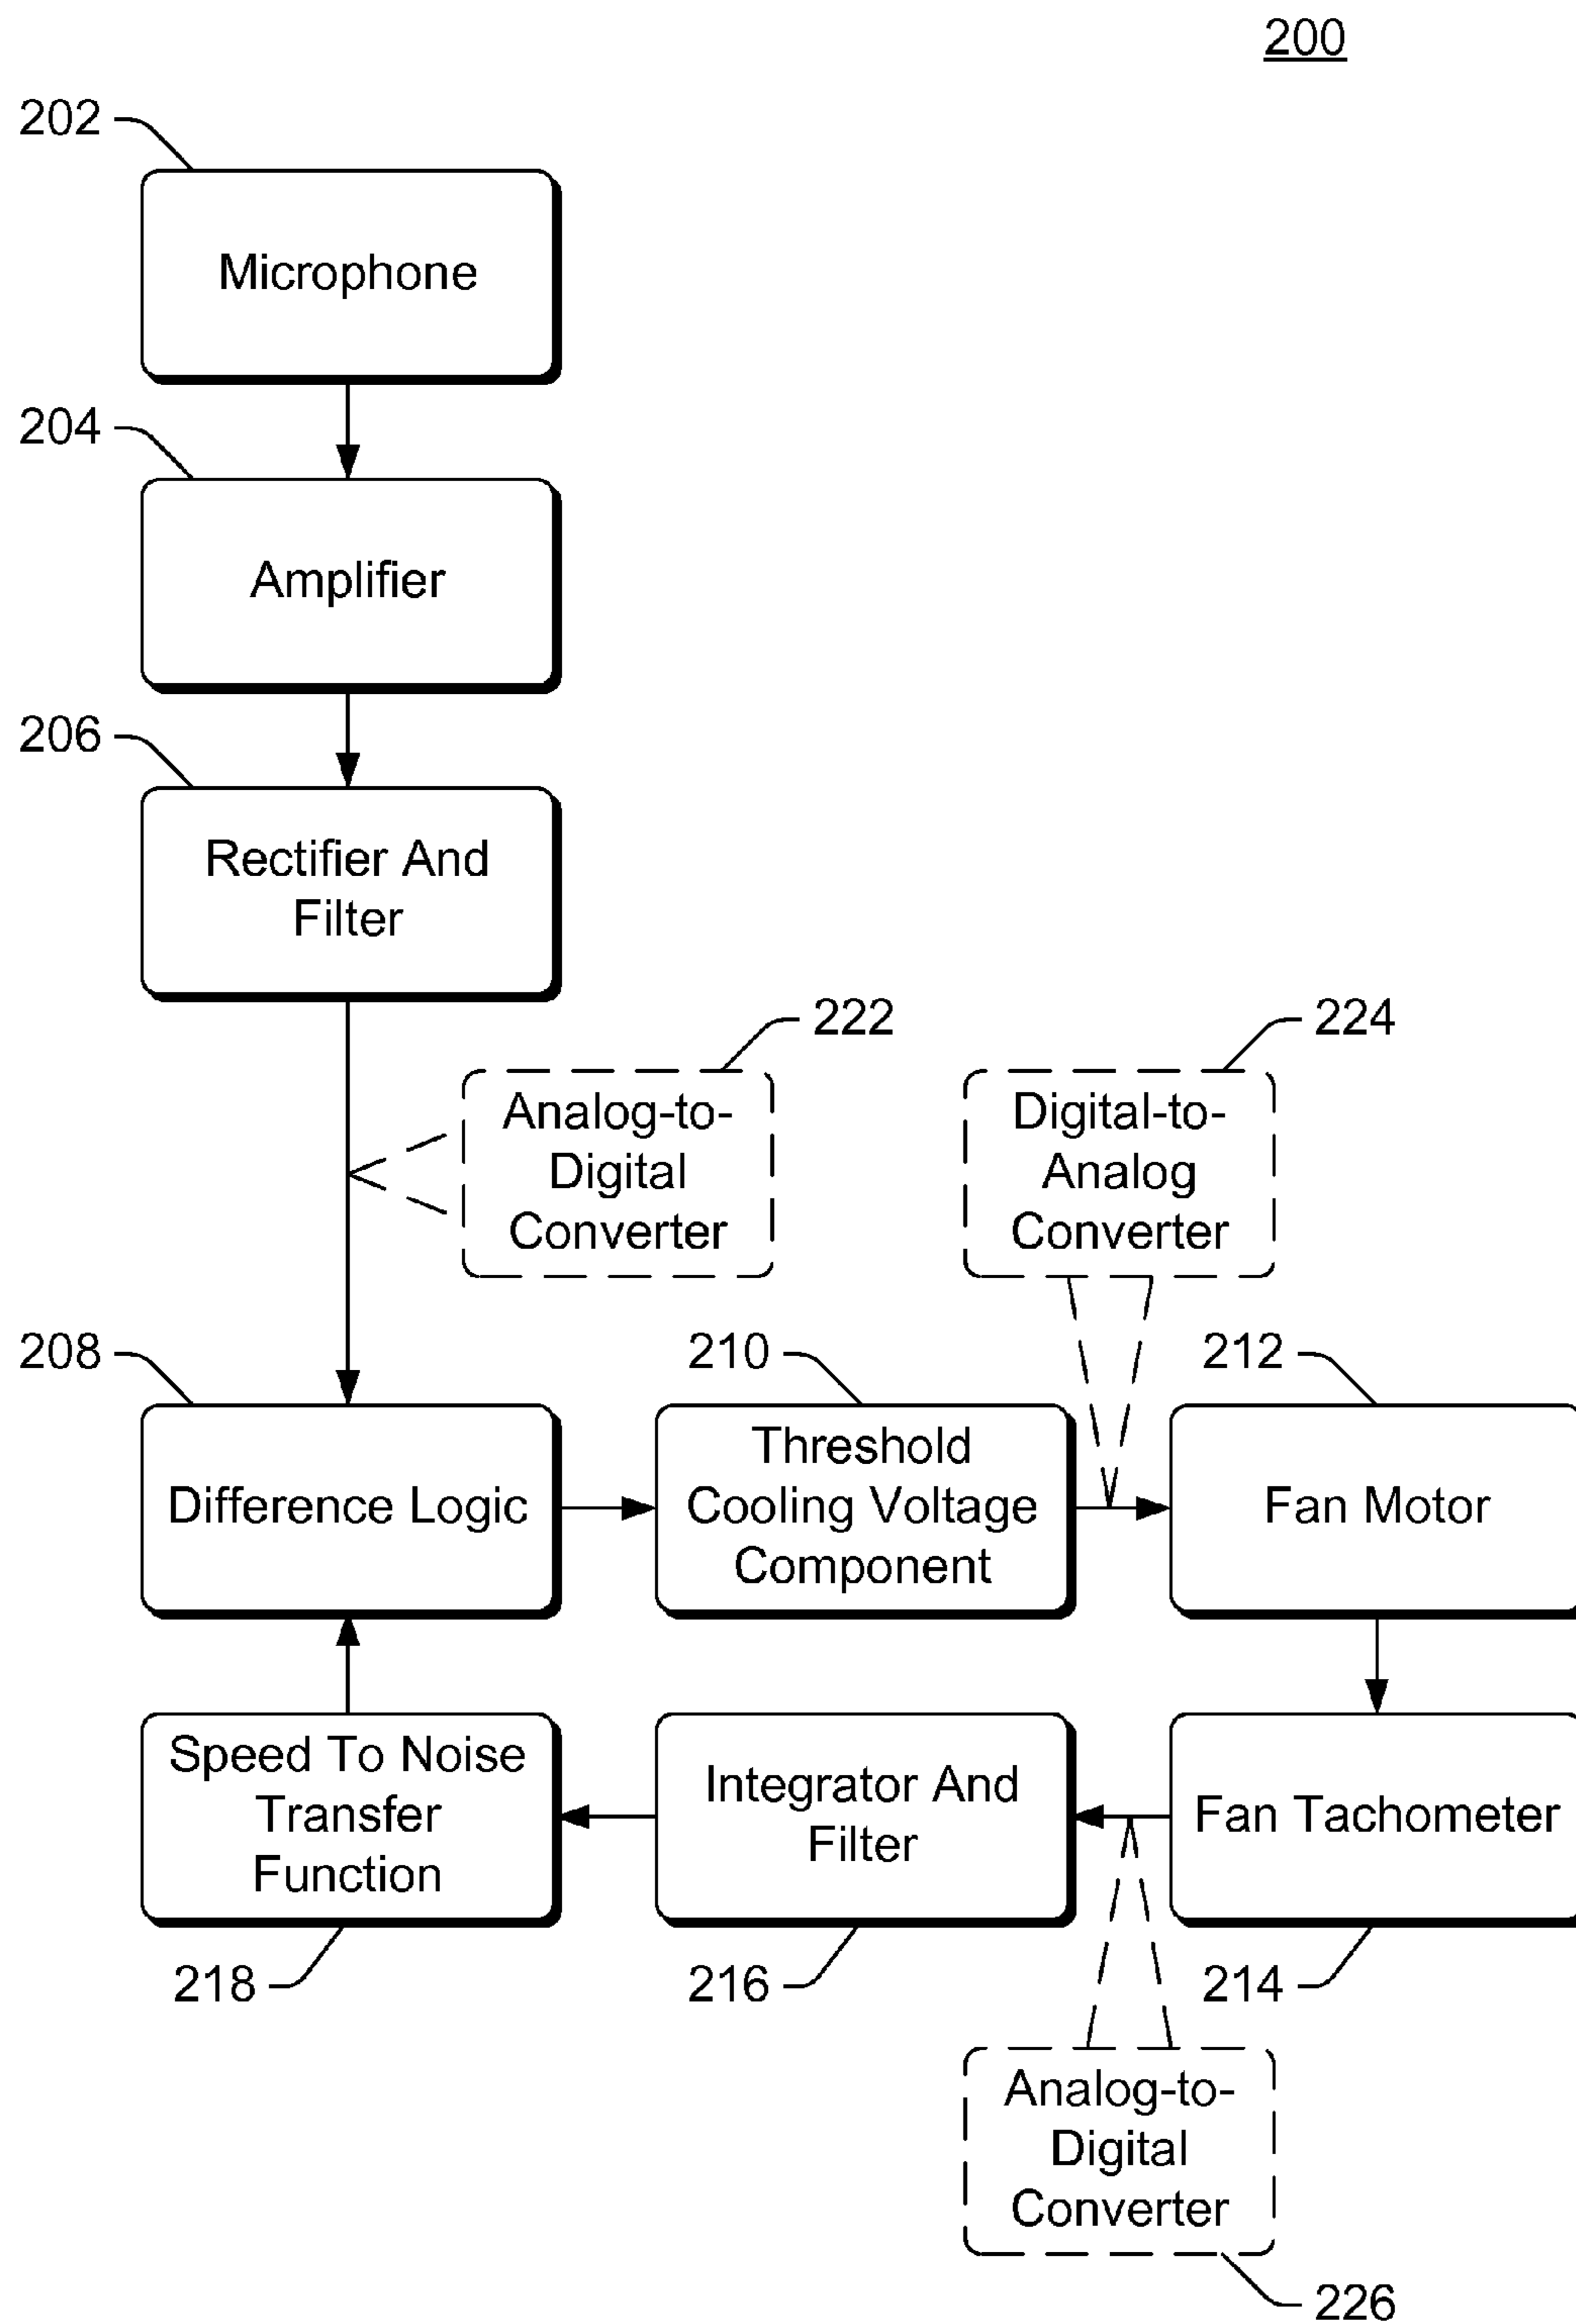 200
202
Microphone
204
Amplifier
206
Rectifier And
Filter
222
Analog-to-
Digital
Converter
224
Digital-to-
Analog
Converter
208
Difference Logic
210
Threshold
Cooling Voltage
Component
212
Fan Motor
Speed To Noise
Transfer
Function
218
Integrator And
Filter
216
Fan Tachometer
214
Analog-to-
Digital
Converter
226